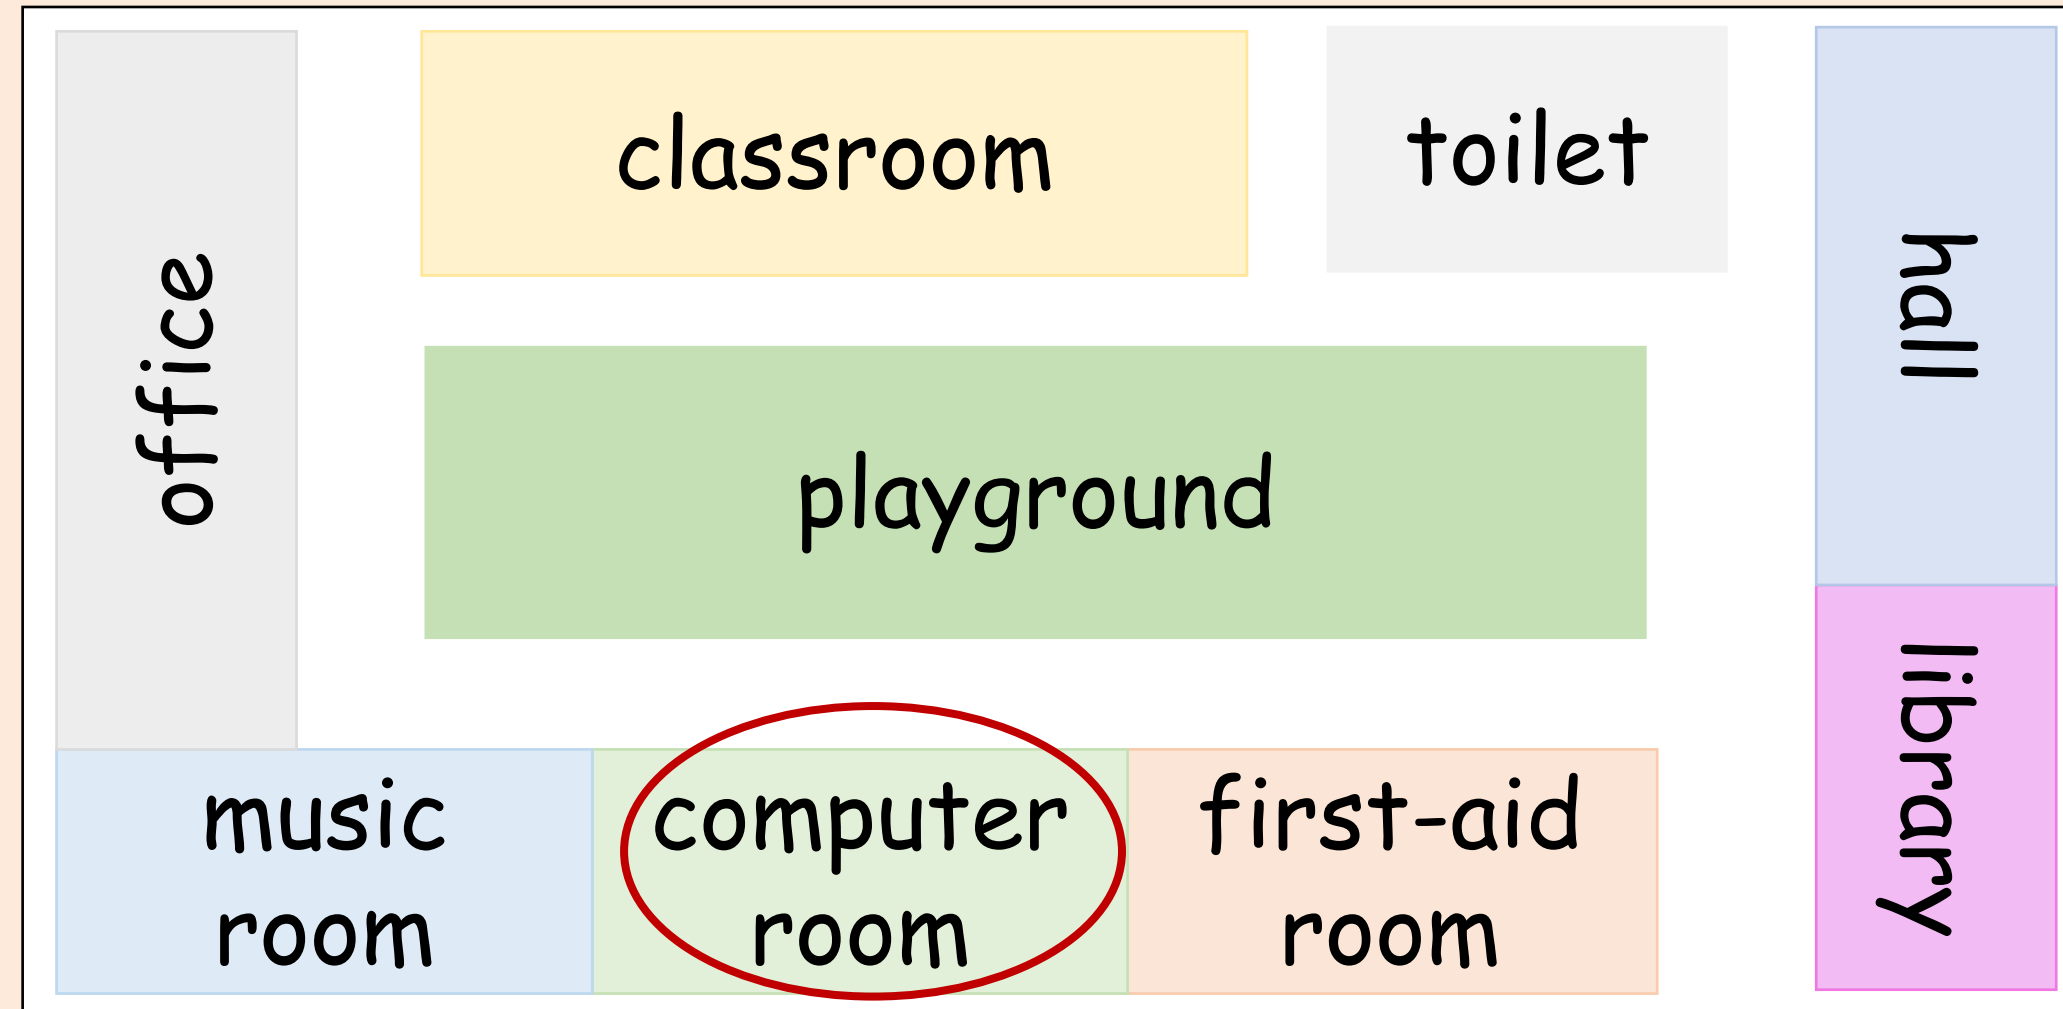 classroom
toilet
office
hall
playground
library
music
room
computer
room
first-aid
room